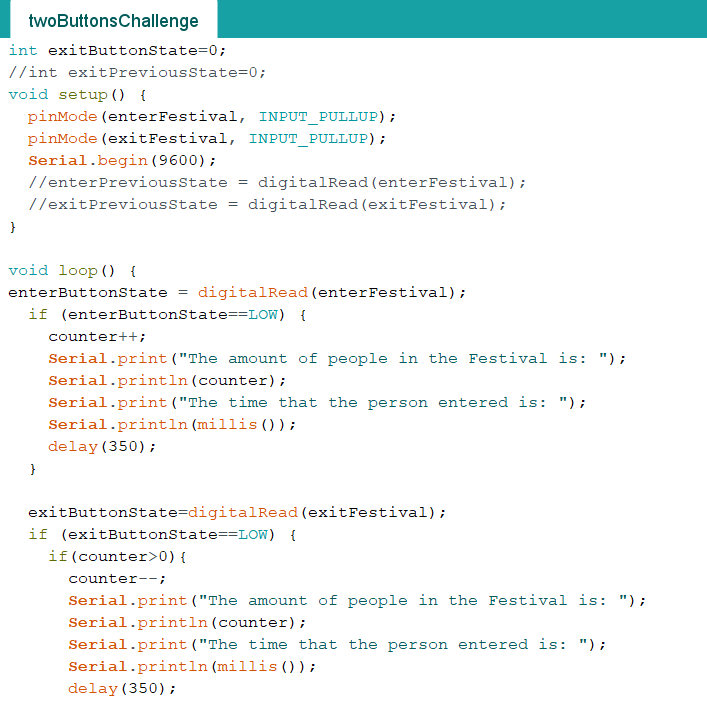 twoButtonsChallenge
int exitButtonState=0;
//int exitPreviousState=0;
void setup() {
  pinMode(enterFestival, INPUT_PULLUP);
  pinMode(exitFestival, INPUT_PULLUP);
  Serial.begin(9600);
  //enterPreviousState = digitalRead(enterFestival);
  //exitPreviousState = digitalRead(exitFestival);
}

void loop() {
enterButtonState = digitalRead(enterFestival);
  if (enterButtonState==LOW) {
    counter++;
    Serial.print("The amount of people in the Festival is: ");
    Serial.println(counter);
    Serial.print("The time that the person entered is: ");
    Serial.println(millis());
    delay(350);
  }

  exitButtonState=digitalRead(exitFestival);
  if (exitButtonState==LOW) {
    if(counter>0){
      counter--;
      Serial.print("The amount of people in the Festival is: ");
      Serial.println(counter);
      Serial.print("The time that the person entered is: ");
      Serial.println(millis());
      delay(350);